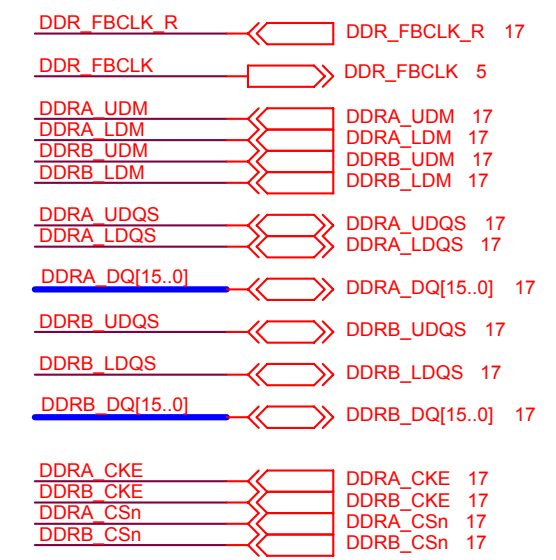 DDR_FBCLK_R DDR_FBCLK_R 17
DDR_FBCLK DDR_FBCLK 5
DDRA_UDM DDRA_UDM 17
DDRA_LDM DDRA_LDM 17
DDRB_UDM DDRB_UDM 17
DDRB_LDM DDRB_LDM 17
DDRA_UDQS DDRA_UDQS 17
DDRA_LDQS DDRA_LDQS 17
DDRA_DQ[15..0] DDRA_DQ[15..0] 17
DDRB_UDQS DDRB_UDQS 17
DDRB_LDQS DDRB_LDQS 17
DDRB_DQ[15..0] DDRB_DQ[15..0] 17
DDRA_CKE DDRA_CKE 17
DDRB_CKE DDRB_CKE 17
DDRA_CSn DDRA_CSn 17
DDRB_CSn DDRB_CSn 17